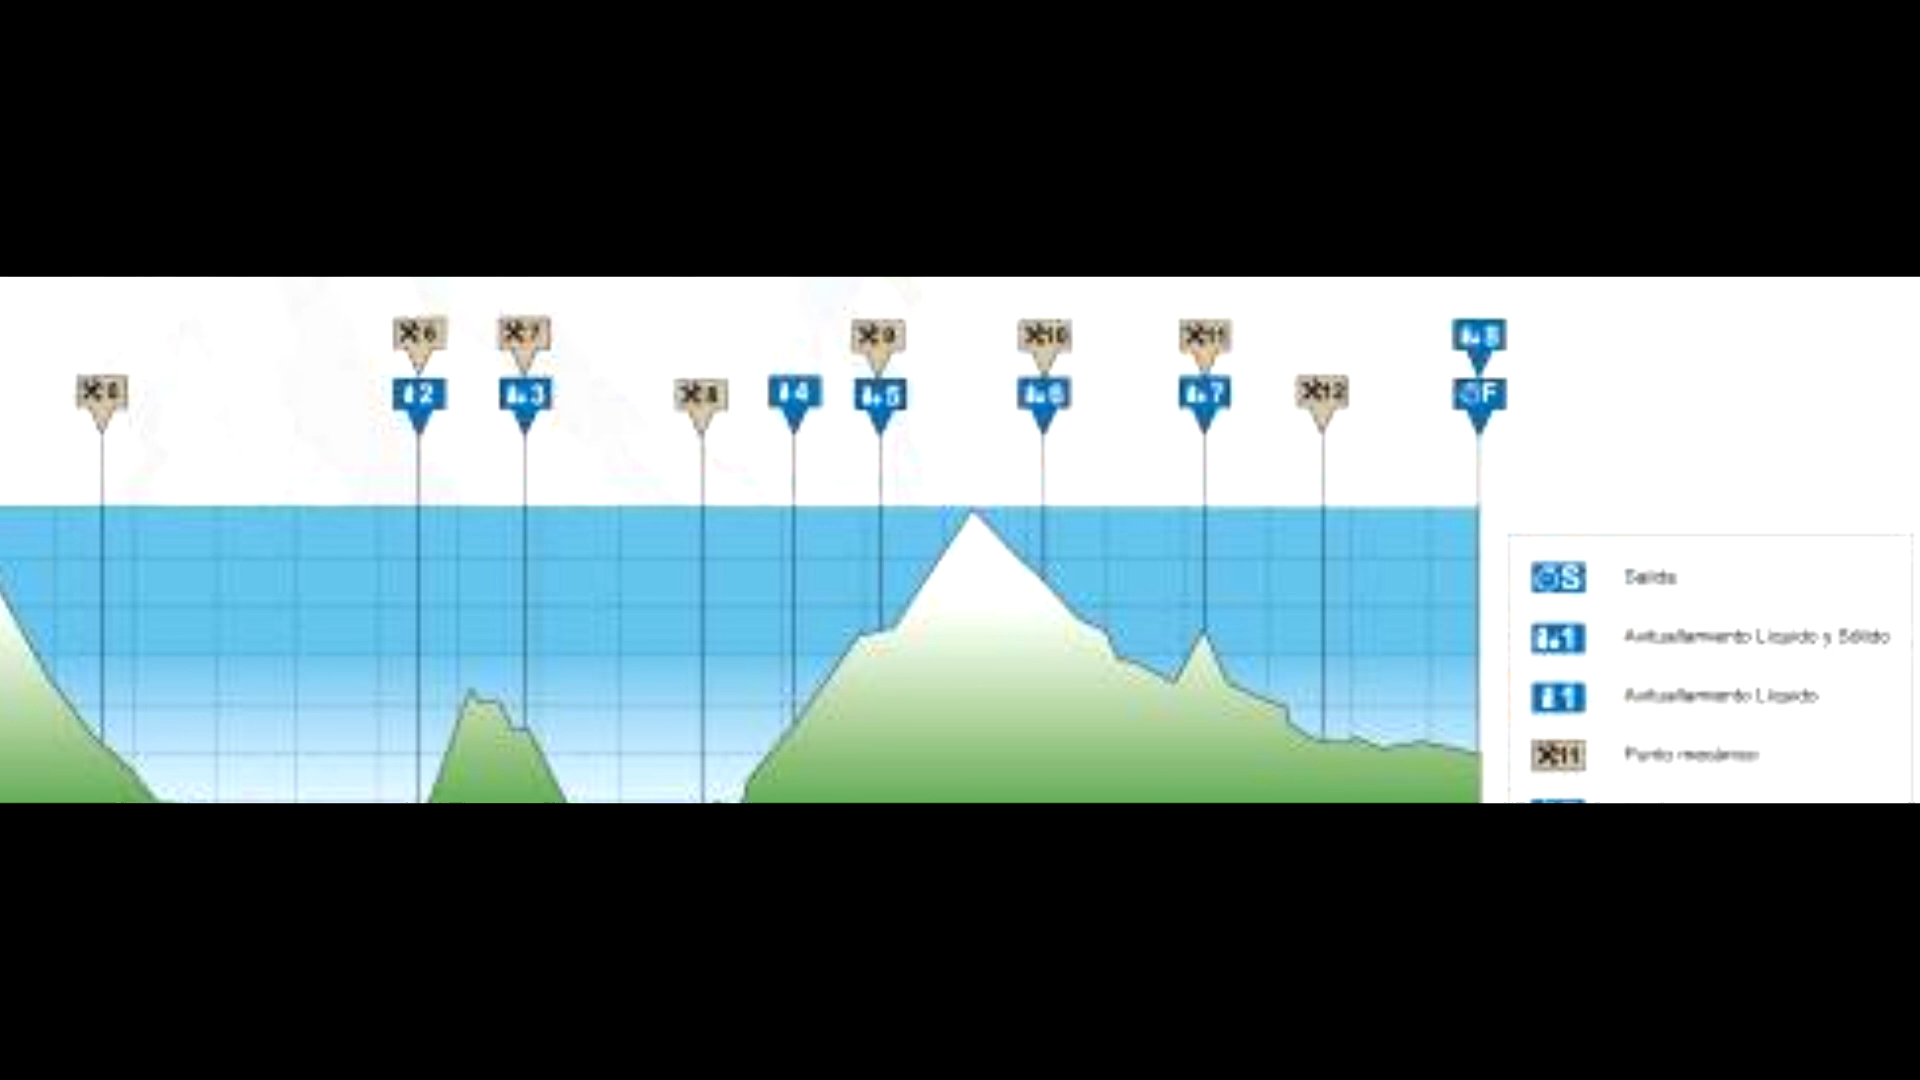 6 7 9 10 11 8
5 2 3 8 4 5 6 7 12 F
S Salida
1 Avituallamiento Líquido y Sólido
1 Avituallamiento Líquido
11 Punto mecánico